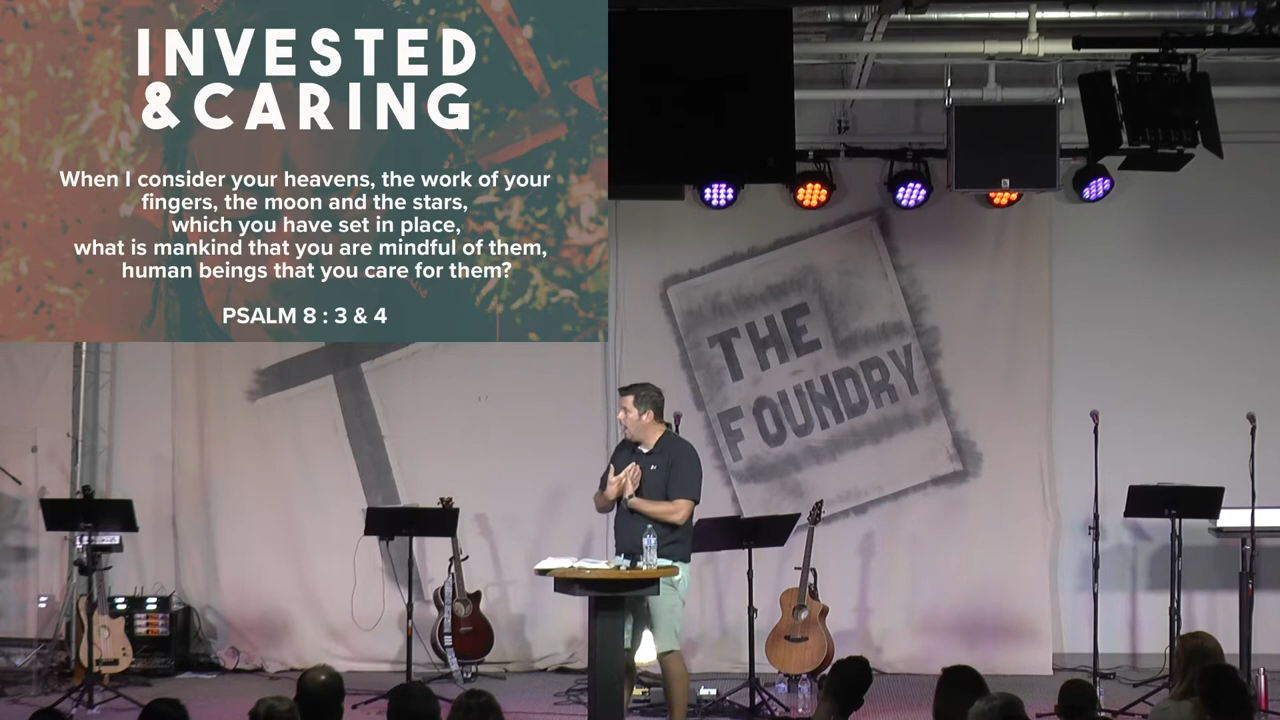 INVESTED
&CARING
When I consider your heavens, the work of your
fingers, the moon and the stars,
which you have set in place,
what is mankind that you are mindful of them,
human beings that you care for them?
PSALM 8 : 3 & 4
THE
FOUNDRY